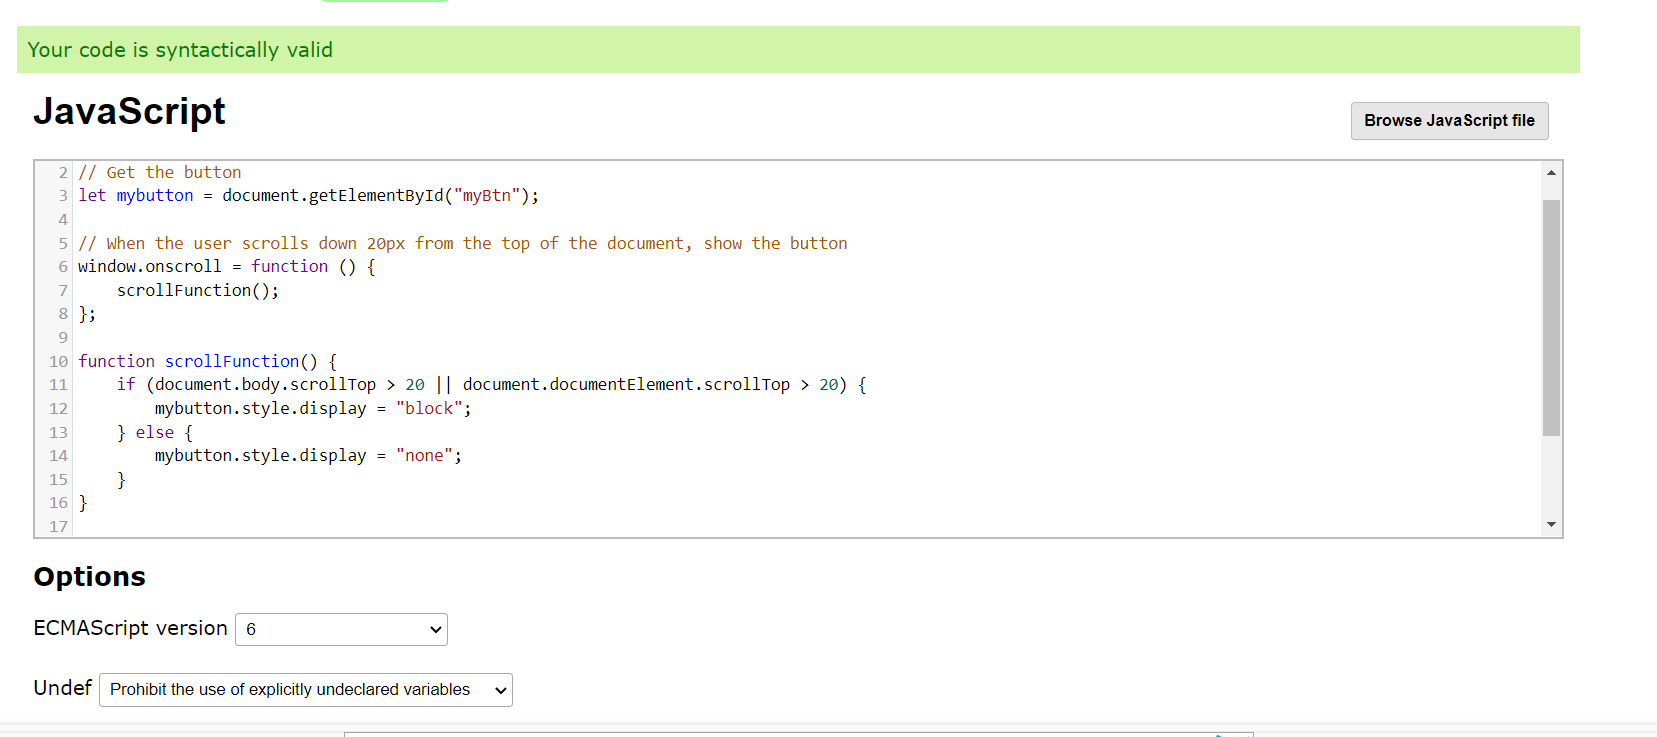 Your code is syntactically valid
JavaScript
Browse JavaScript file
2 // Get the button
3 let mybutton = document.getElementById("myBtn");
4
5 // When the user scrolls down 20px from the top of the document, show the button
6 window.onscroll = function () {
7     scrollFunction();
8 };
9
10 function scrollFunction() {
11     if (document.body.scrollTop > 20 || document.documentElement.scrollTop > 20) {
12         mybutton.style.display = "block";
13     } else {
14         mybutton.style.display = "none";
15     }
16 }
17
Options
ECMAScript version 6
Undef Prohibit the use of explicitly undeclared variables